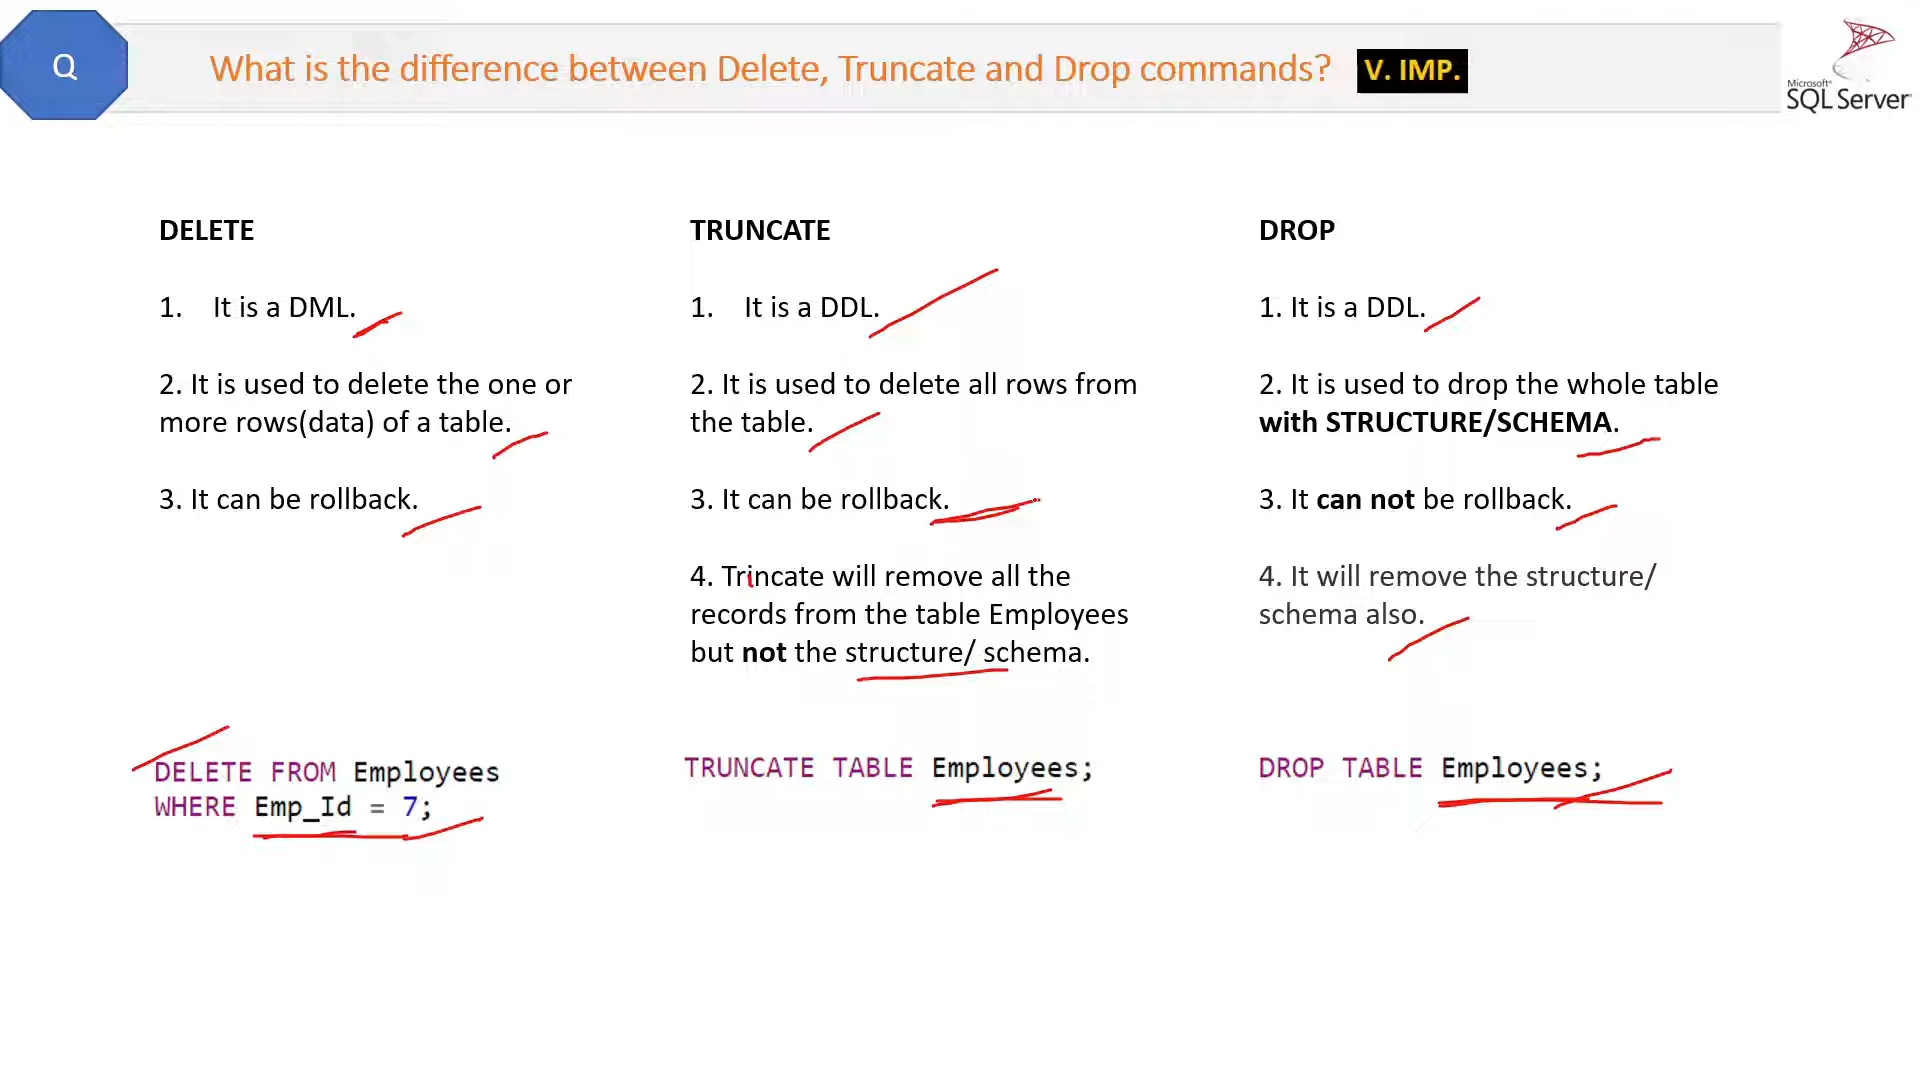 Q
What is the difference between Delete, Truncate and Drop commands?
V. IMP.
Microsoft®
SQL Server
DELETE
1. It is a DML.
2. It is used to delete the one or
more rows(data) of a table.
3. It can be rollback.
DELETE FROM Employees
WHERE Emp_Id = 7;
TRUNCATE
1. It is a DDL.
2. It is used to delete all rows from
the table.
3. It can be rollback.
4. Trincate will remove all the
records from the table Employees
but not the structure/ schema.
TRUNCATE TABLE Employees;
DROP
1. It is a DDL.
2. It is used to drop the whole table
with STRUCTURE/SCHEMA.
3. It can not be rollback.
4. It will remove the structure/
schema also.
DROP TABLE Employees;